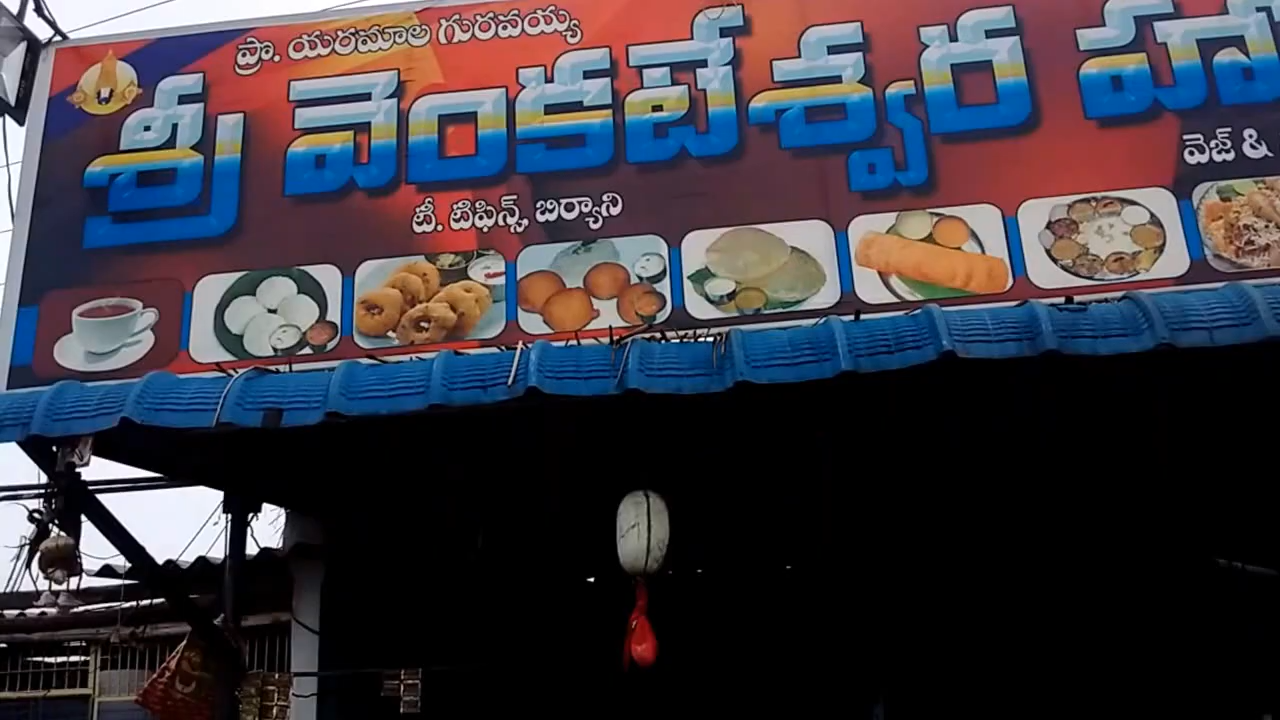 ప్రొ. యరమాల గురవయ్య
శ్రీ వెంకటేశ్వర హో
టీ. టిఫిన్స్, బిర్యాని
వెజ్ &